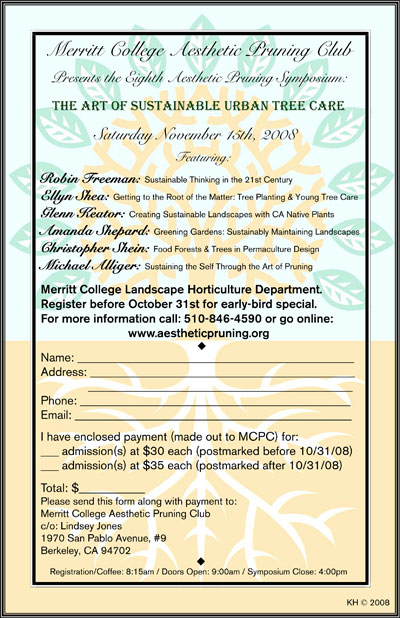 Merritt College Aesthetic Pruning Club
Presents the Eighth Aesthetic Pruning Symposium:
THE ART OF SUSTAINABLE URBAN TREE CARE
Saturday November 15th, 2008
Featuring:
Robin Freeman: Sustainable Thinking in the 21st Century
Ellyn Shea: Getting to the Root of the Matter: Tree Planting & Young Tree Care
Glenn Keator: Creating Sustainable Landscapes with CA Native Plants
Amanda Shepard: Greening Gardens: Sustainably Maintaining Landscapes
Christopher Shein: Food Forests & Trees in Permaculture Design
Michael Alliger: Sustaining the Self Through the Art of Pruning
Merritt College Landscape Horticulture Department.
Register before October 31st for early-bird special.
For more information call: 510-846-4590 or go online:
www.aestheticpruning.org
Name:
Address:
Phone:
Email:
I have enclosed payment (made out to MCPC) for:
___ admission(s) at $30 each (postmarked before 10/31/08)
___ admission(s) at $35 each (postmarked after 10/31/08)
Total: $__________
Please send this form along with payment to:
Merritt College Aesthetic Pruning Club
c/o: Lindsey Jones
1970 San Pablo Avenue, #9
Berkeley, CA 94702
Registration/Coffee: 8:15am / Doors Open: 9:00am / Symposium Close: 4:00pm
KH © 2008